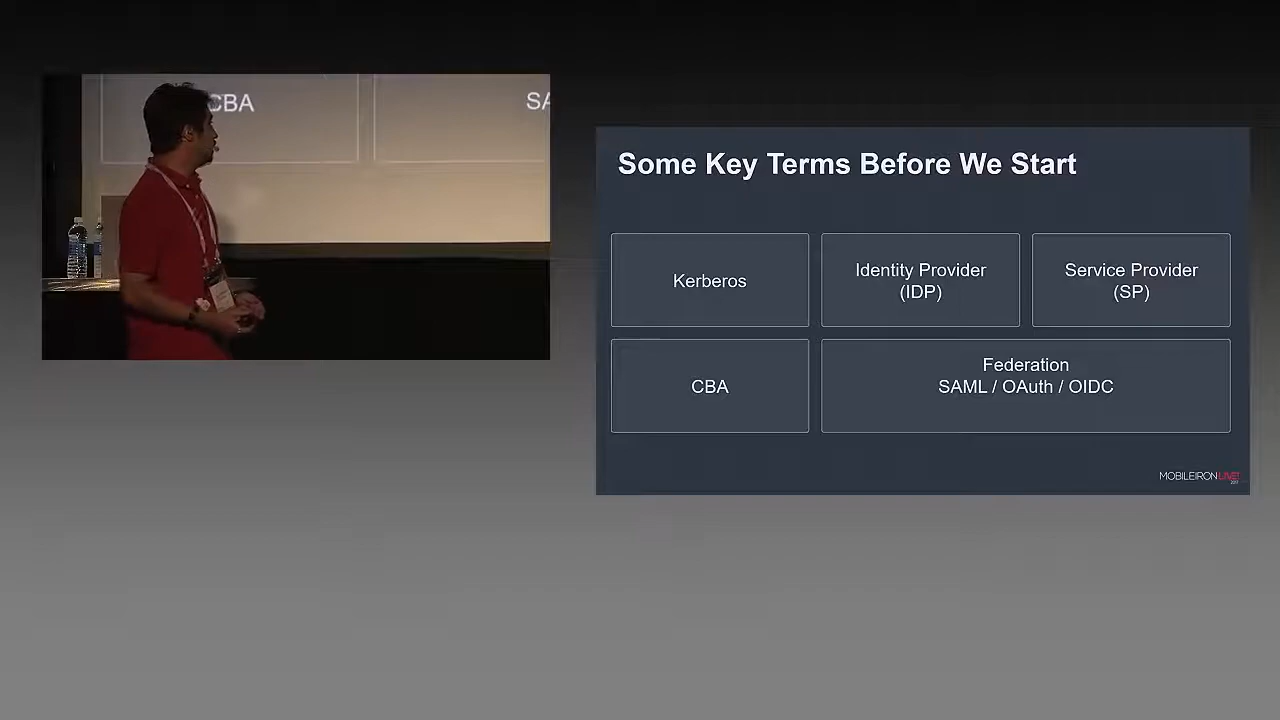 CBA
SA
Some Key Terms Before We Start
Kerberos
Identity Provider
(IDP)
Service Provider
(SP)
CBA
Federation
SAML / OAuth / OIDC
MOBILEIRON LIVE!
2017